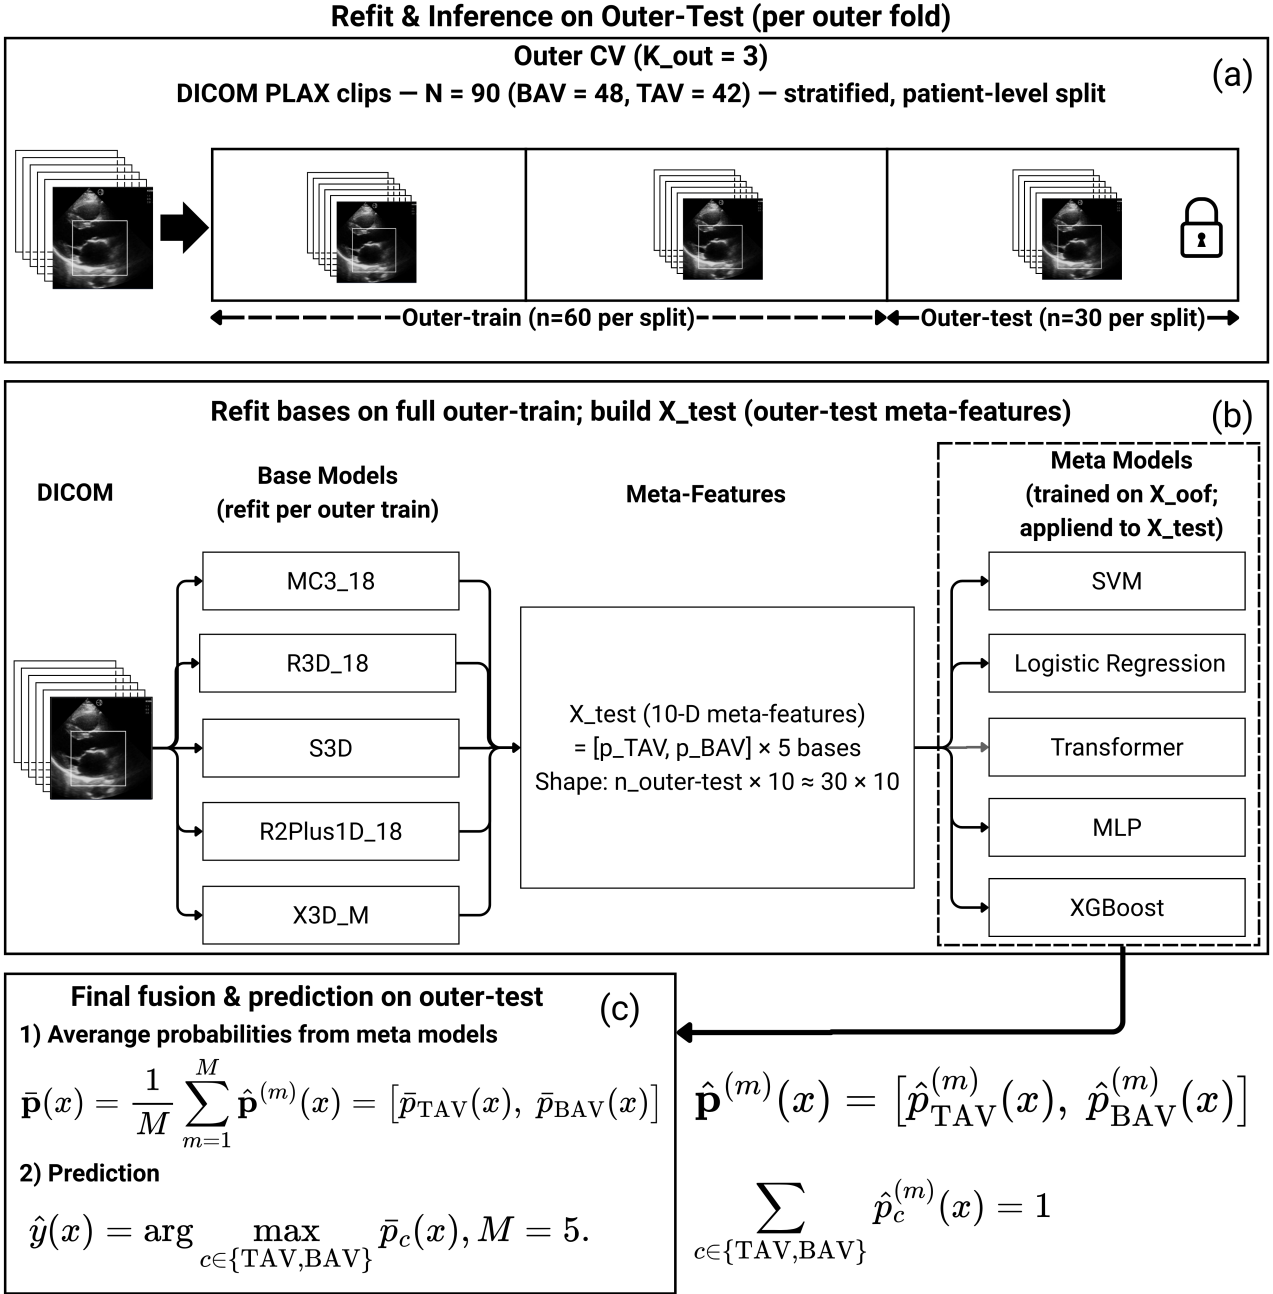 Refit & Inference on Outer-Test (per outer fold)
Outer CV (K_out = 3)
(a)
DICOM PLAX clips — N = 90 (BAV = 48, TAV = 42) — stratified, patient-level split
Outer-train (n=60 per split)
Outer-test (n=30 per split)
Refit bases on full outer-train; build X_test (outer-test meta-features)
(b)
DICOM
Base Models
(refit per outer train)
MC3_18
R3D_18
S3D
R2Plus1D_18
X3D_M
Meta-Features
X_test (10-D meta-features)
= [p_TAV, p_BAV] × 5 bases
Shape: n_outer-test × 10 ≈ 30 × 10
Meta Models
(trained on X_oof;
appliend to X_test)
SVM
Logistic Regression
Transformer
MLP
XGBoost
Final fusion & prediction on outer-test
(c)
1) Averange probabilities from meta models
p̄(x) = 1/M ∑_{m=1}^{M} p̂^(m)(x) = [p̄_TAV(x), p̄_BAV(x)]
2) Prediction
ŷ(x) = arg max_{c∈{TAV,BAV}} p̄_c(x), M = 5.
p̂^(m)(x) = [p̂_TAV^(m)(x), p̂_BAV^(m)(x)]
∑_{c∈{TAV,BAV}} p̂_c^(m)(x) = 1